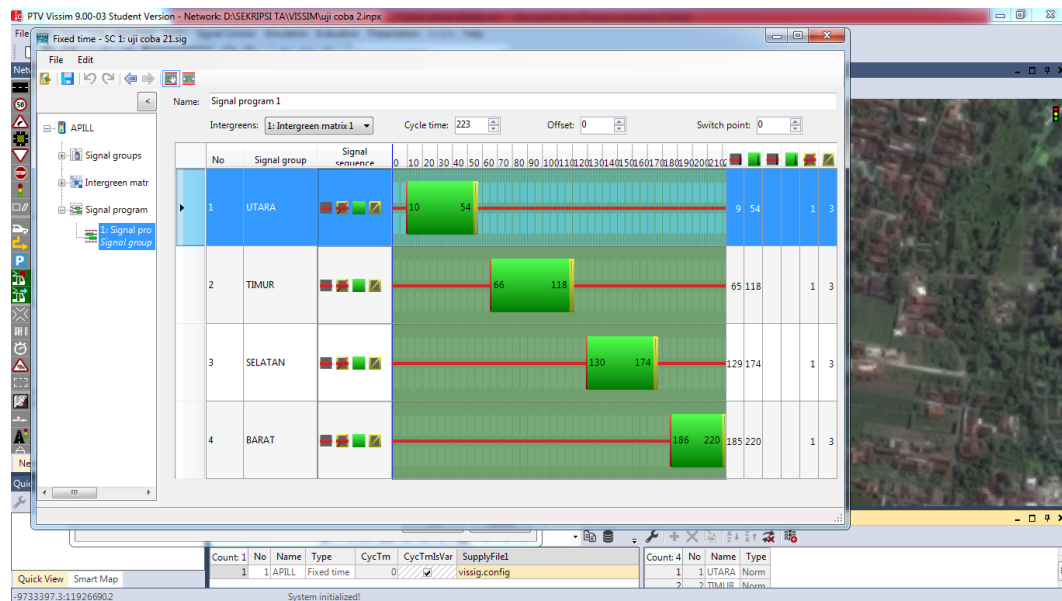 PTV Vissim 9.00-03 Student Version - Network: D:\SEKRIPSI TA\VISSIM\uji coba 2.inpx
File
Fixed time - SC 1: uji coba 21.sig
File Edit
Name: Signal program 1
Intergreens: 1: Intergreen matrix 1 Cycle time: 223 Offset: 0 Switch point: 0
APILL
Signal groups
Intergreen matr
Signal program
1: Signal pro
Signal group
No Signal group Signal sequence 0 10 20 30 40 50 60 70 80 90 100 110 120 130 140 150 160 170 180 190 200 210
1 UTARA 10 54 9 54 1 3
2 TIMUR 66 118 65 118 1 3
3 SELATAN 130 174 129 174 1 3
4 BARAT 186 220 185 220 1 3
Count: 1 No Name Type CycTm CycTmIsVar SupplyFile1
1 1 APILL Fixed time 0 vissig.config
Count: 4 No Name Type
1 1 UTARA Norm
2 2 TIMUR Norm
Quick View Smart Map
-9733397.3:11926690.2 System initialized!